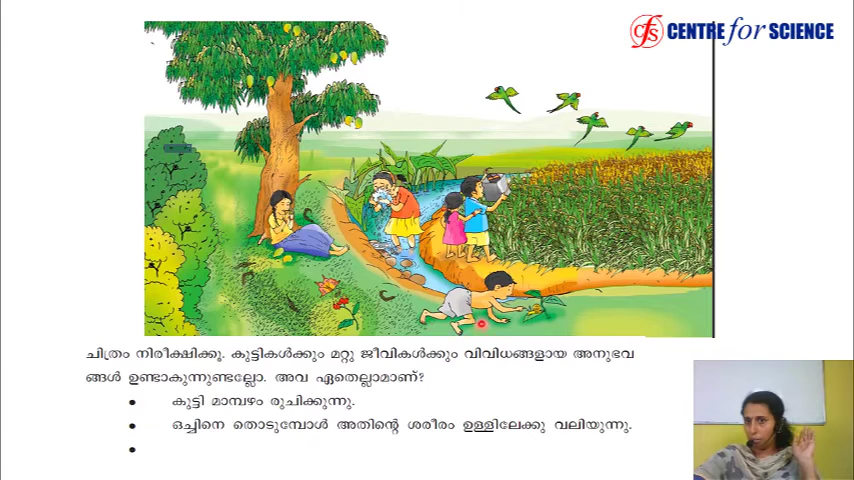 cfs CENTRE for SCIENCE
ചിത്രം നിരീക്ഷിക്കൂ. കുട്ടികൾക്കും മറ്റു ജീവികൾക്കും വിവിധങ്ങളായ അനുഭവ
ങ്ങൾ ഉണ്ടാകുന്നുണ്ടല്ലോ. അവ ഏതെല്ലാമാണ്?
• കുട്ടി മാമ്പഴം രുചിക്കുന്നു.
• ഒച്ചിനെ തൊടുമ്പോൾ അതിന്റെ ശരീരം ഉള്ളിലേക്കു വലിയുന്നു.
•